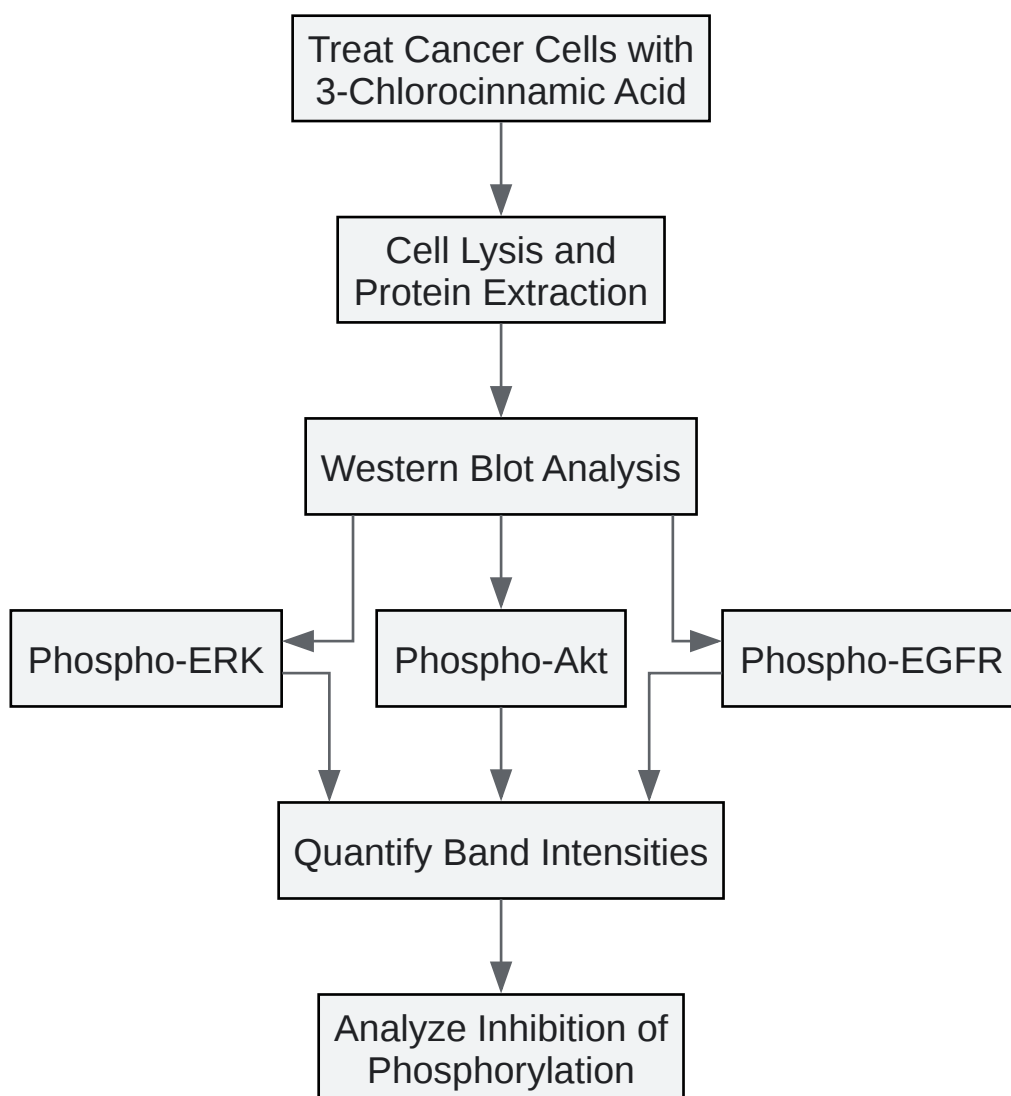 Treat Cancer Cells with
3-Chlorocinnamic Acid
Cell Lysis and
Protein Extraction
Western Blot Analysis
Phospho-ERK
Phospho-Akt
Phospho-EGFR
Quantify Band Intensities
Analyze Inhibition of
Phosphorylation